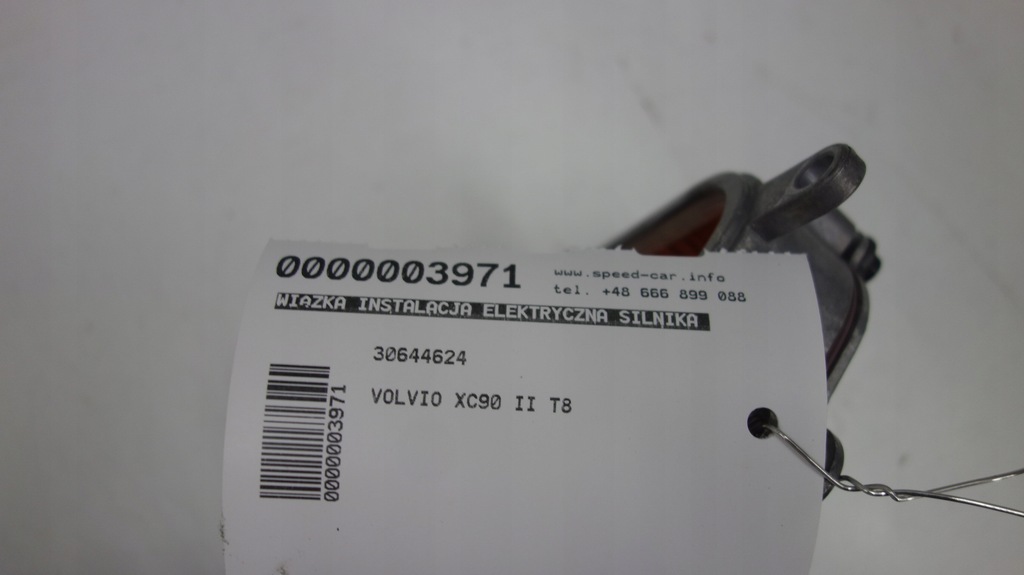 0000003971
www.speed-car.info
tel. +48 666 899 088
WIĄZKA INSTALACJA ELEKTRYCZNA SILNIKA
30644624
VOLVIO XC90 II T8
0000003971